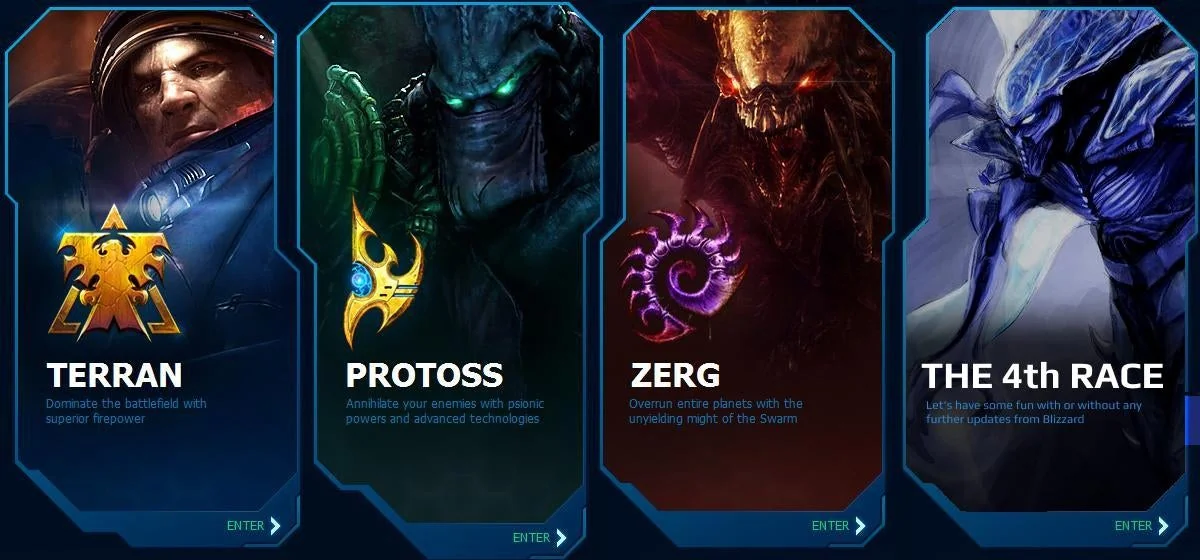 TERRAN
Dominate the battlefield with
superior firepower
ENTER
PROTOSS
Annihilate your enemies with psionic
powers and advanced technologies
ENTER
ZERG
Overrun entire planets with the
unyielding might of the Swarm
ENTER
THE 4th RACE
Let's have some fun with or without any
further updates from Blizzard
ENTER